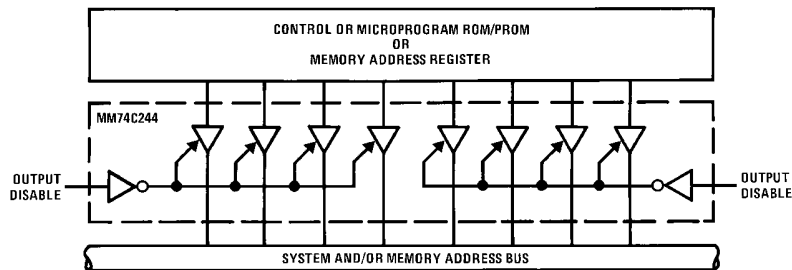 CONTROL OR MICROPROGRAM ROM/PROM
OR
MEMORY ADDRESS REGISTER
MM74C244
OUTPUT
DISABLE
OUTPUT
DISABLE
SYSTEM AND/OR MEMORY ADDRESS BUS